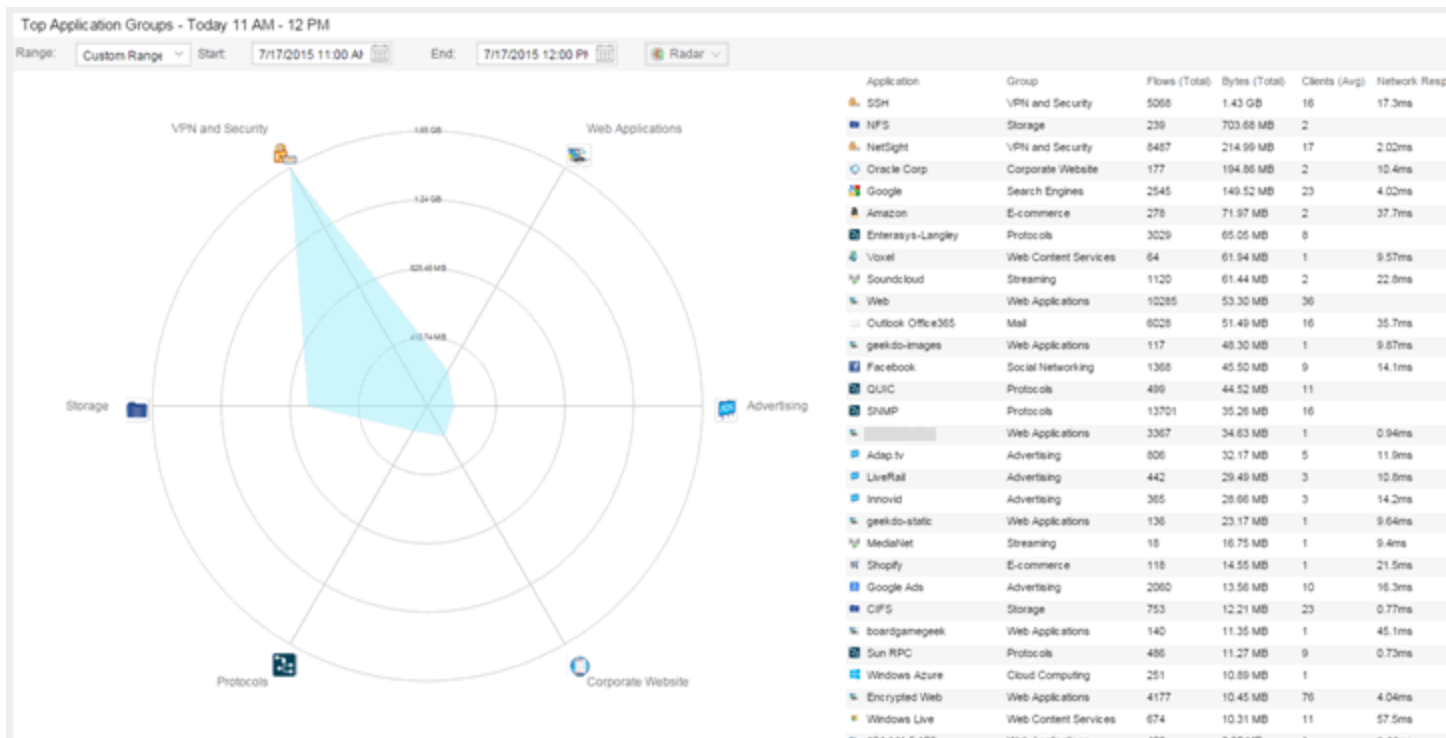 Top Application Groups - Today 11 AM - 12 PM
Range: Custom Range Start: 7/17/2015 11:00 AM End: 7/17/2015 12:00 PM Radar
VPN and Security
Web Applications
1.65 GB
1.24 GB
825.48 MB
412.74 MB
Storage
Advertising
Protocols
Corporate Website
Application Group Flows (Total) Bytes (Total) Clients (Avg) Network Resp
SSH VPN and Security 5068 1.43 GB 16 17.3ms
NFS Storage 239 703.68 MB 2
NetSight VPN and Security 8487 214.99 MB 17 2.02ms
Oracle Corp Corporate Website 177 194.86 MB 2 10.4ms
Google Search Engines 2545 149.52 MB 23 4.02ms
Amazon E-commerce 278 71.97 MB 2 37.7ms
Enterasys-Langley Protocols 3029 65.05 MB 8
Voxel Web Content Services 64 61.94 MB 1 9.57ms
Soundcloud Streaming 1120 61.44 MB 2 22.8ms
Web Web Applications 10285 53.30 MB 36
Outlook Office365 Mail 6028 51.49 MB 16 35.7ms
geekdo-images Web Applications 117 48.30 MB 1 9.87ms
Facebook Social Networking 1368 45.50 MB 9 14.1ms
QUIC Protocols 499 44.52 MB 11
SNMP Protocols 13701 35.26 MB 16
Web Applications 3367 34.63 MB 1 0.94ms
Adap.tv Advertising 806 32.17 MB 5 11.9ms
LiveRail Advertising 442 29.49 MB 3 10.8ms
Innovid Advertising 365 28.66 MB 3 14.2ms
geekdo-static Web Applications 136 23.17 MB 1 9.64ms
MediaNet Streaming 18 16.75 MB 1 9.4ms
Shopify E-commerce 118 14.55 MB 1 21.5ms
Google Ads Advertising 2060 13.56 MB 10 16.3ms
CIFS Storage 753 12.21 MB 23 0.77ms
boardgamegeek Web Applications 140 11.35 MB 1 45.1ms
Sun RPC Protocols 486 11.27 MB 9 0.73ms
Windows Azure Cloud Computing 251 10.89 MB 1
Encrypted Web Web Applications 4177 10.45 MB 76 4.04ms
Windows Live Web Content Services 674 10.31 MB 11 57.5ms